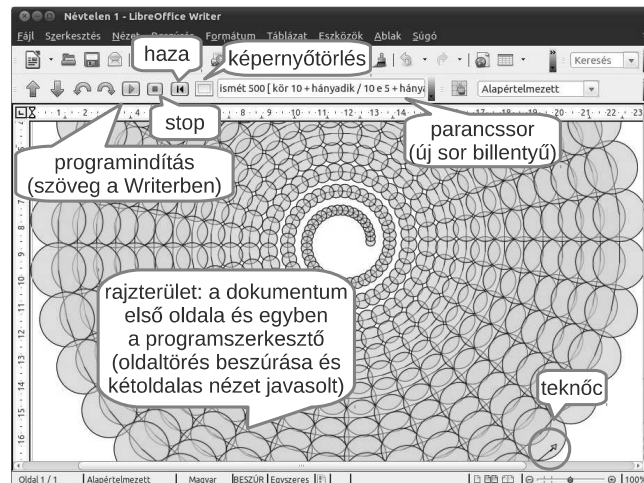 Névtelen 1 - LibreOffice Writer
Fájl Szerkesztés Nézet Formátum Táblázat Eszközök Ablak Súgó
haza
képernyőtörlés
Keresés
ismét 500 [ kör 10 + hányadik / 10 e 5 + hánya
Alapértelmezett
stop
parancssor
(új sor billentyű)
programindítás
(szöveg a Writerben)
rajzterület: a dokumentum
első oldala és egyben
a programszerkesztő
(oldaltörés beszúrása és
kétoldalas nézet javasolt)
teknőc
Oldal 1 / 1 Alapértelmezett Magyar BESZÚR Egyszeres 100%